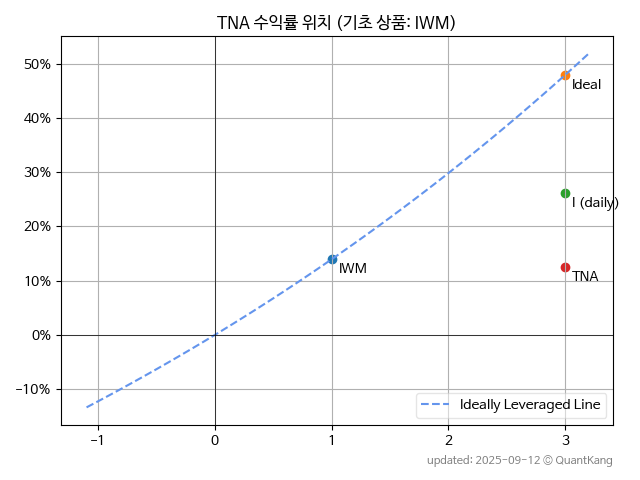 TNA 수익률 위치 (기초 상품: IWM)
50%
Ideal
40%
30%
I (daily)
20%
IWM
TNA
10%
0%
−10%
Ideally Leveraged Line
−1 0 1 2 3
updated: 2025-09-12 © QuantKang